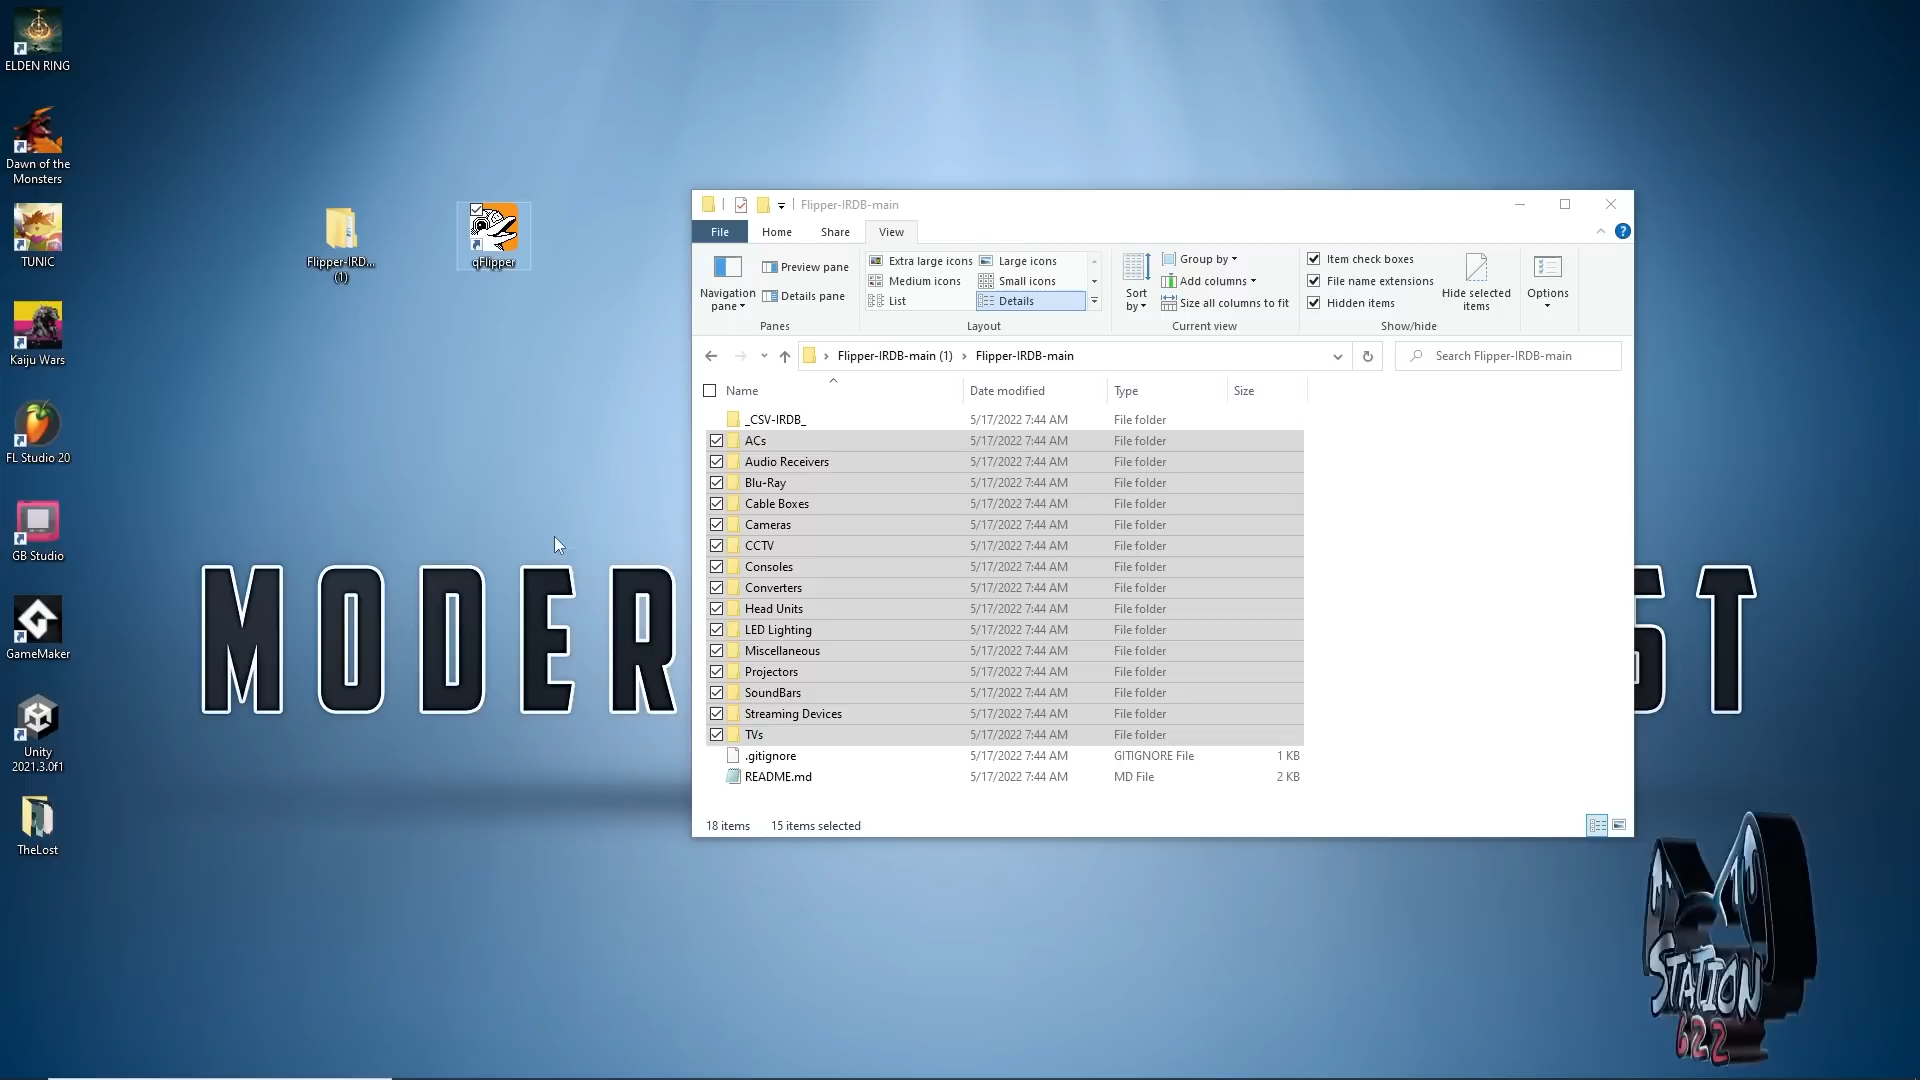 ELDEN RING
Dawn of the
Monsters
TUNIC
Kaiju Wars
FL Studio 20
GB Studio
GameMaker
Unity
2021.3.0f1
TheLost
Flipper-IRD...
(1)
qFlipper
MODER
ST
STATION
622
Flipper-IRDB-main
File
Home
Share
View
Navigation
pane
Preview pane
Details pane
Panes
Extra large icons
Large icons
Medium icons
Small icons
List
Details
Layout
Sort
by
Group by
Add columns
Size all columns to fit
Current view
Item check boxes
File name extensions
Hidden items
Hide selected
items
Show/hide
Options
Flipper-IRDB-main (1) › Flipper-IRDB-main
Search Flipper-IRDB-main
Name Date modified Type Size
_CSV-IRDB_ 5/17/2022 7:44 AM File folder
ACs 5/17/2022 7:44 AM File folder
Audio Receivers 5/17/2022 7:44 AM File folder
Blu-Ray 5/17/2022 7:44 AM File folder
Cable Boxes 5/17/2022 7:44 AM File folder
Cameras 5/17/2022 7:44 AM File folder
CCTV 5/17/2022 7:44 AM File folder
Consoles 5/17/2022 7:44 AM File folder
Converters 5/17/2022 7:44 AM File folder
Head Units 5/17/2022 7:44 AM File folder
LED Lighting 5/17/2022 7:44 AM File folder
Miscellaneous 5/17/2022 7:44 AM File folder
Projectors 5/17/2022 7:44 AM File folder
SoundBars 5/17/2022 7:44 AM File folder
Streaming Devices 5/17/2022 7:44 AM File folder
TVs 5/17/2022 7:44 AM File folder
.gitignore 5/17/2022 7:44 AM GITIGNORE File 1 KB
README.md 5/17/2022 7:44 AM MD File 2 KB
18 items 15 items selected